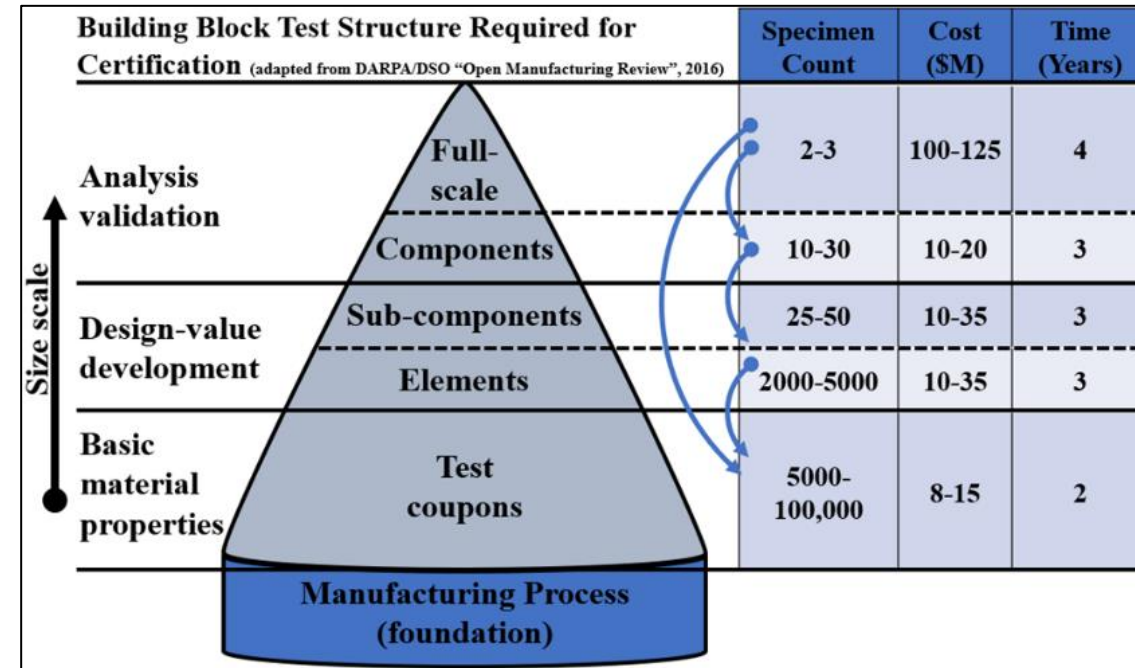 Building Block Test Structure Required for
Certification (adapted from DARPA/DSO “Open Manufacturing Review”, 2016)
Specimen
Count
Cost
($M)
Time
(Years)
Size scale
Analysis
validation
Full-
scale
2-3
100-125
4
Components
10-30
10-20
3
Design-value
development
Sub-components
25-50
10-35
3
Elements
2000-5000
10-35
3
Basic
material
properties
Test
coupons
5000-
100,000
8-15
2
Manufacturing Process
(foundation)